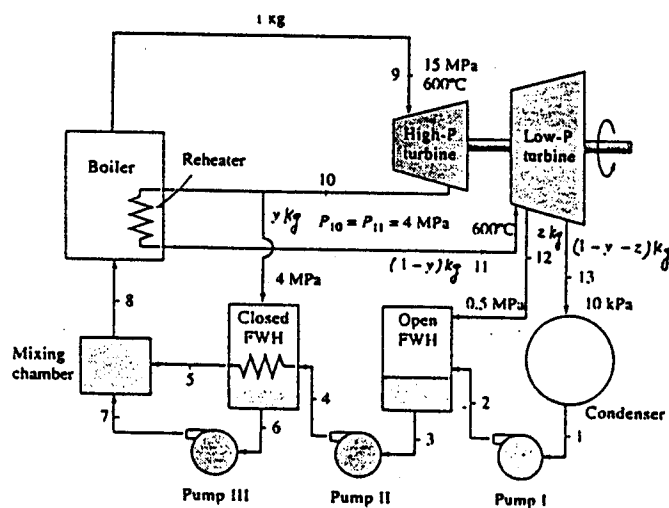 1 kg
9
15 MPa
600°C
High-P
turbine
Low-P
turbine
Boiler
Reheater
10
y kg
P10 = P11 = 4 MPa
600°C
z kg
(1-y-z)kg
(1-y)kg
11
12
13
4 MPa
0.5 MPa
10 kPa
8
Closed
FWH
Open
FWH
Mixing
chamber
5
4
2
Condenser
7
6
3
1
Pump III
Pump II
Pump I